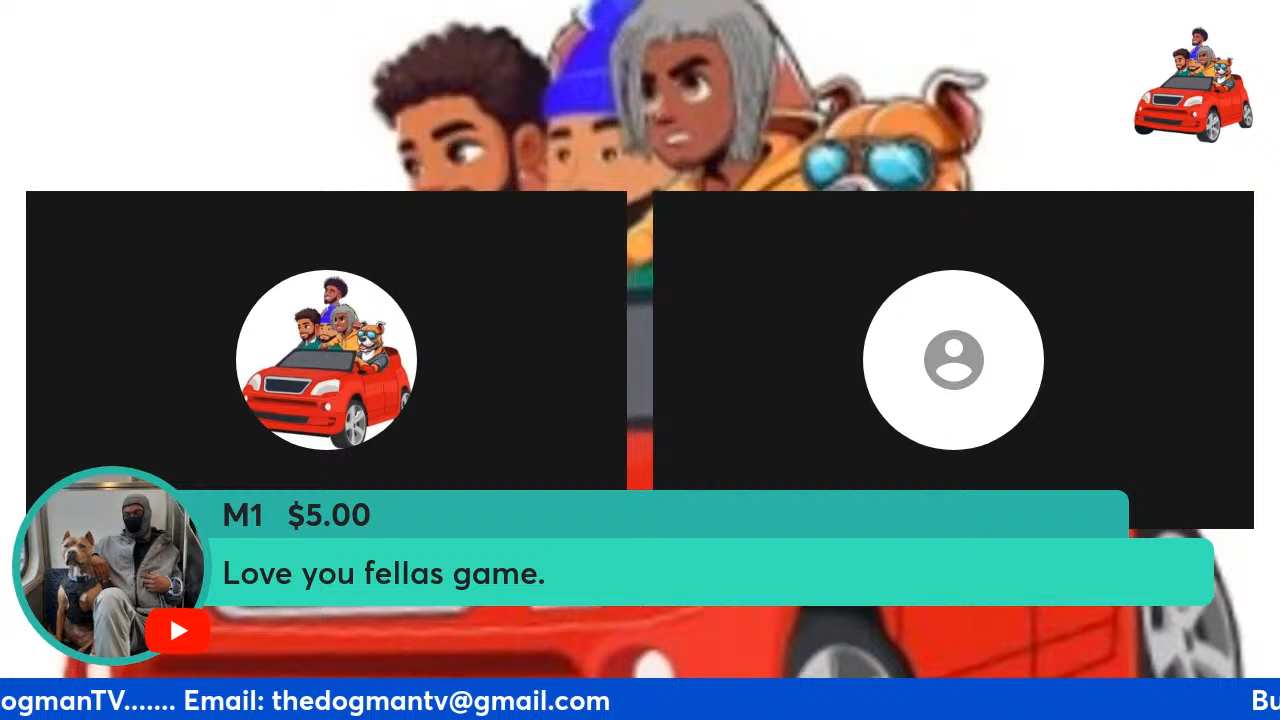 M1 $5.00
Love you fellas game.
ogmanTV....... Email: thedogmantv@gmail.com Bu